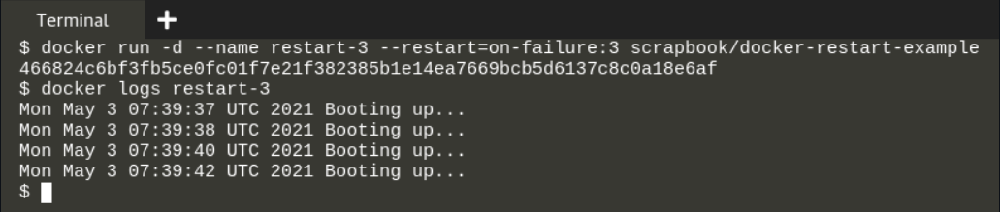 Terminal +
$ docker run -d --name restart-3 --restart=on-failure:3 scrapbook/docker-restart-example
466824c6bf3fb5ce0fc01f7e21f382385b1e14ea7669bcb5d6137c8c0a18e6af
$ docker logs restart-3
Mon May 3 07:39:37 UTC 2021 Booting up...
Mon May 3 07:39:38 UTC 2021 Booting up...
Mon May 3 07:39:40 UTC 2021 Booting up...
Mon May 3 07:39:42 UTC 2021 Booting up...
$